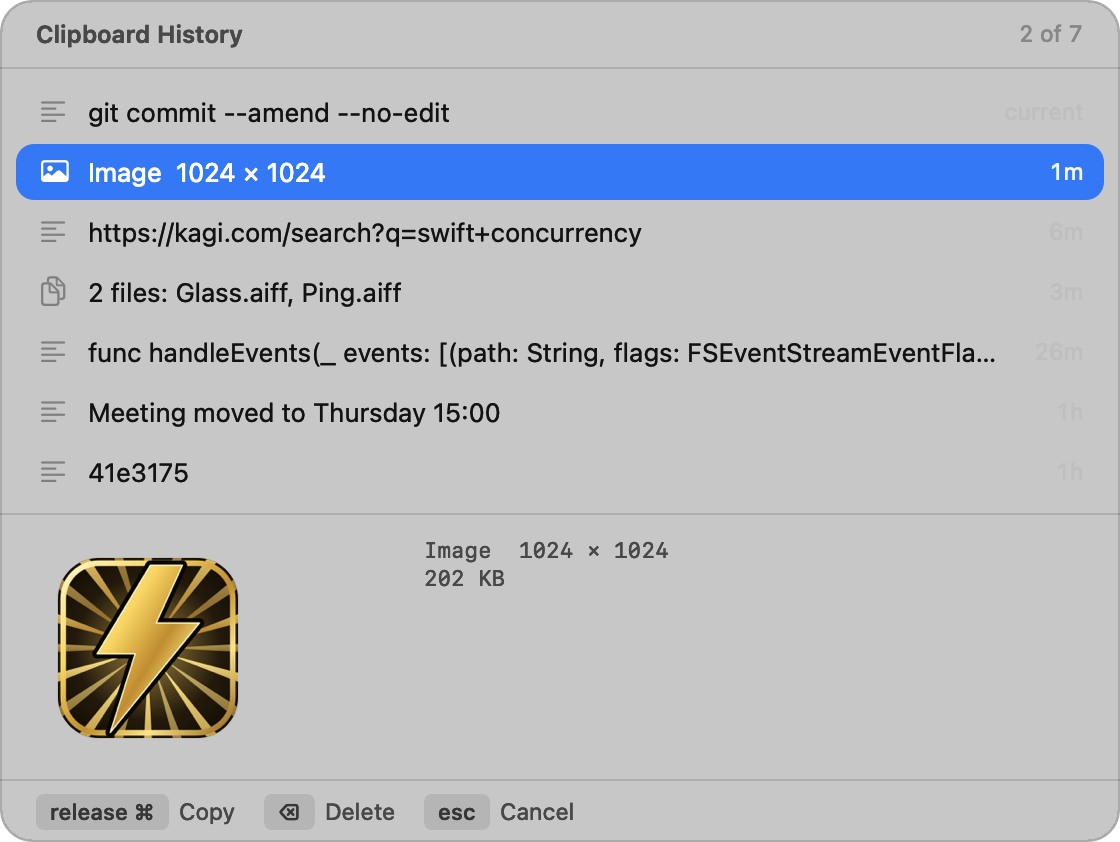 Clipboard History 2 of 7
git commit --amend --no-edit current
Image 1024 × 1024 1m
https://kagi.com/search?q=swift+concurrency 6m
2 files: Glass.aiff, Ping.aiff 3m
func handleEvents(_ events: [(path: String, flags: FSEventStreamEventFla... 26m
Meeting moved to Thursday 15:00 1h
41e3175 1h
Image 1024 × 1024
202 KB
release ⌘ Copy ⌫ Delete esc Cancel